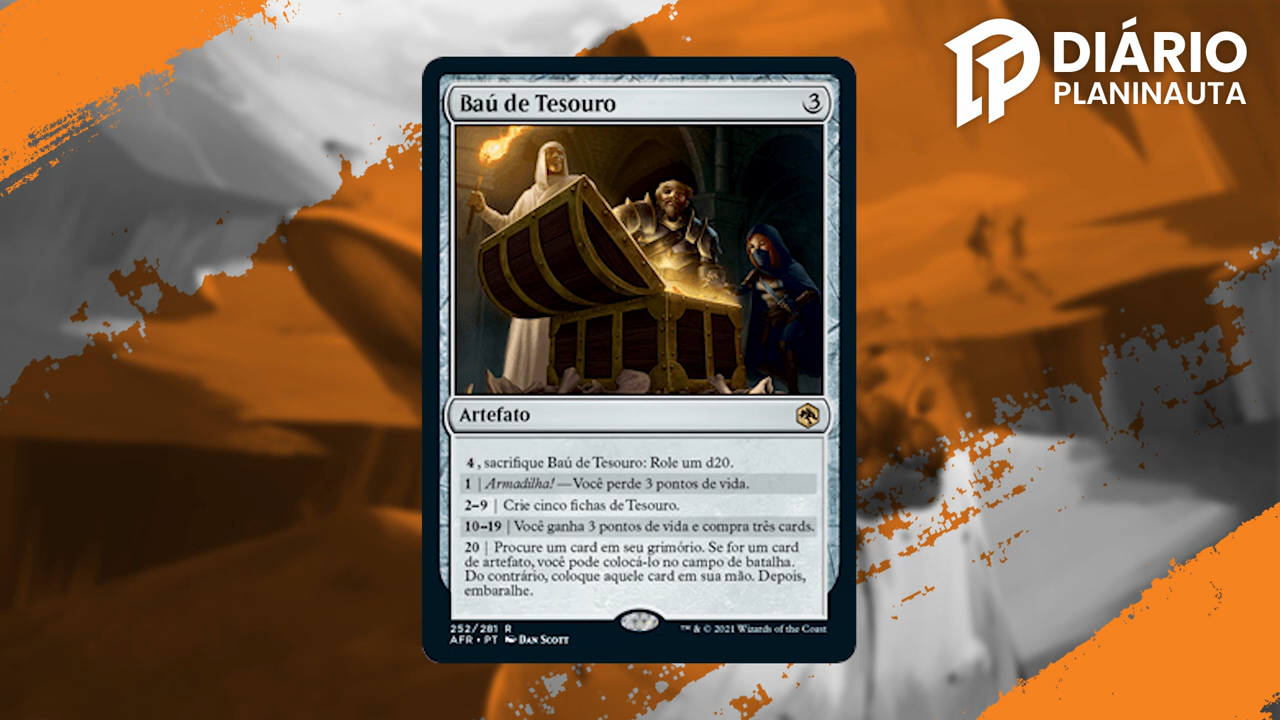 DIÁRIO
PLANINAUTA
Baú de Tesouro 3
Artefato
4, sacrifique Baú de Tesouro: Role um d20.
1 | Armadilha! — Você perde 3 pontos de vida.
2–9 | Crie cinco fichas de Tesouro.
10–19 | Você ganha 3 pontos de vida e compra três cards.
20 | Procure um card em seu grimório. Se for um card
de artefato, você pode colocá-lo no campo de batalha.
Do contrário, coloque aquele card em sua mão. Depois,
embaralhe.
252/281 R
™ & © 2021 Wizards of the Coast
AFR • PT Dan Scott